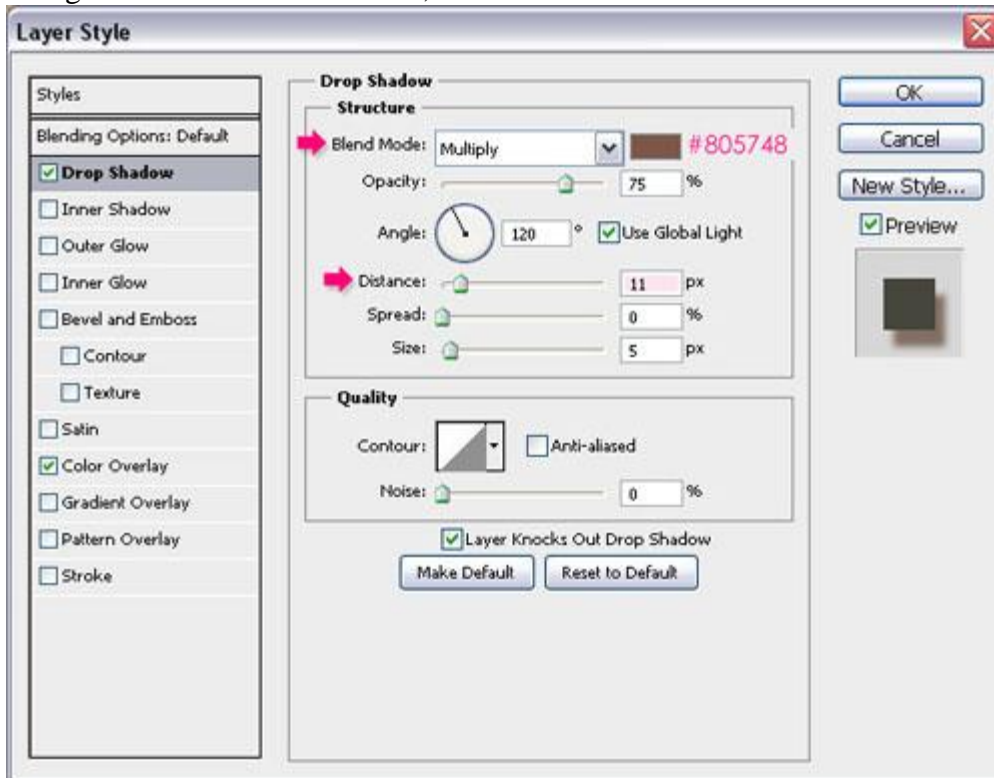 Layer Style
Styles
Blending Options: Default
Drop Shadow
Inner Shadow
Outer Glow
Inner Glow
Bevel and Emboss
Contour
Texture
Satin
Color Overlay
Gradient Overlay
Pattern Overlay
Stroke
Drop Shadow
Structure
Blend Mode: Multiply #805748
Opacity: 75 %
Angle: 120 ° Use Global Light
Distance: 11 px
Spread: 0 %
Size: 5 px
Quality
Contour: Anti-aliased
Noise: 0 %
Layer Knocks Out Drop Shadow
Make Default Reset to Default
OK
Cancel
New Style...
Preview